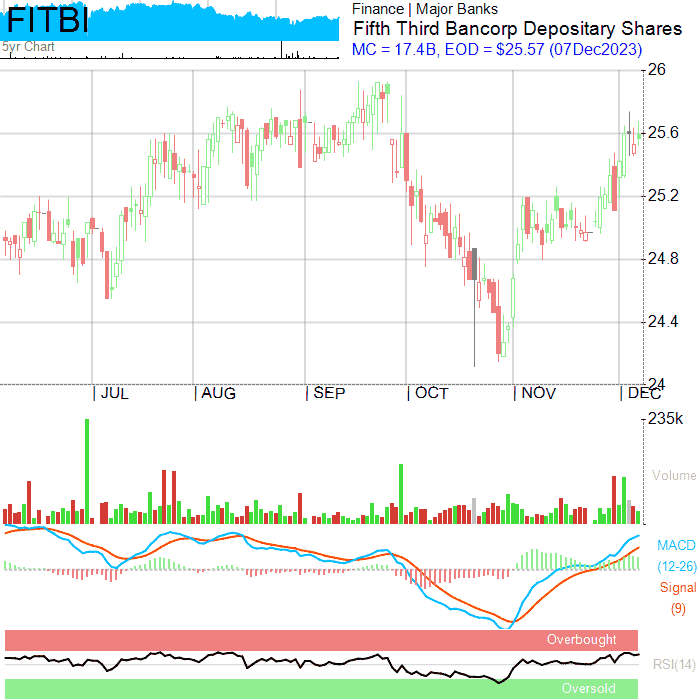 FITBI
5yr Chart
Finance | Major Banks
Fifth Third Bancorp Depositary Shares
MC = 17.4B, EOD = $25.57 (07Dec2023)
26
25.6
25.2
24.8
24.4
24
JUL AUG SEP OCT NOV DEC
235k
Volume
MACD
(12-26)
Signal
(9)
Overbought
RSI(14)
Oversold